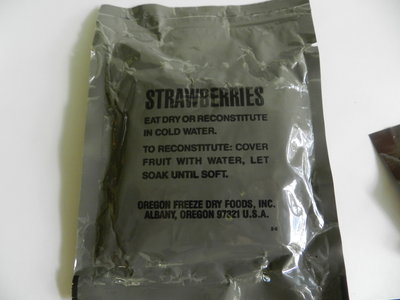 STRAWBERRIES
EAT DRY OR RECONSTITUTE
IN COLD WATER.
TO RECONSTITUTE: COVER
FRUIT WITH WATER, LET
SOAK UNTIL SOFT.
OREGON FREEZE DRY FOODS, INC.
ALBANY, OREGON 97321 U.S.A.